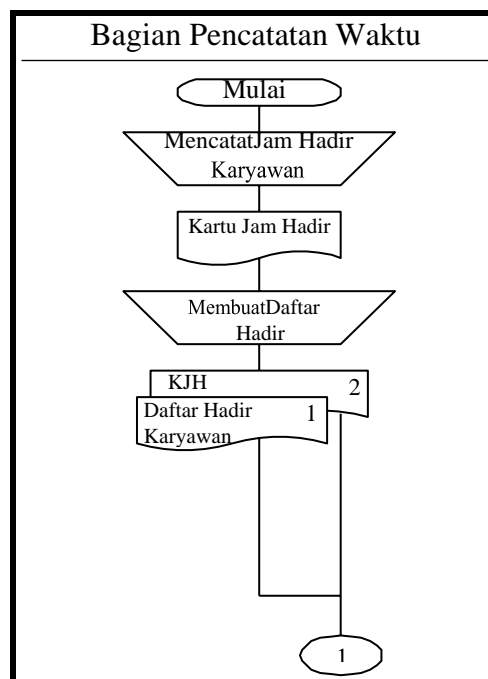 Bagian Pencatatan Waktu
Mulai
MencatatJam Hadir
Karyawan
Kartu Jam Hadir
MembuatDaftar
Hadir
KJH 2
Daftar Hadir 1
Karyawan
1